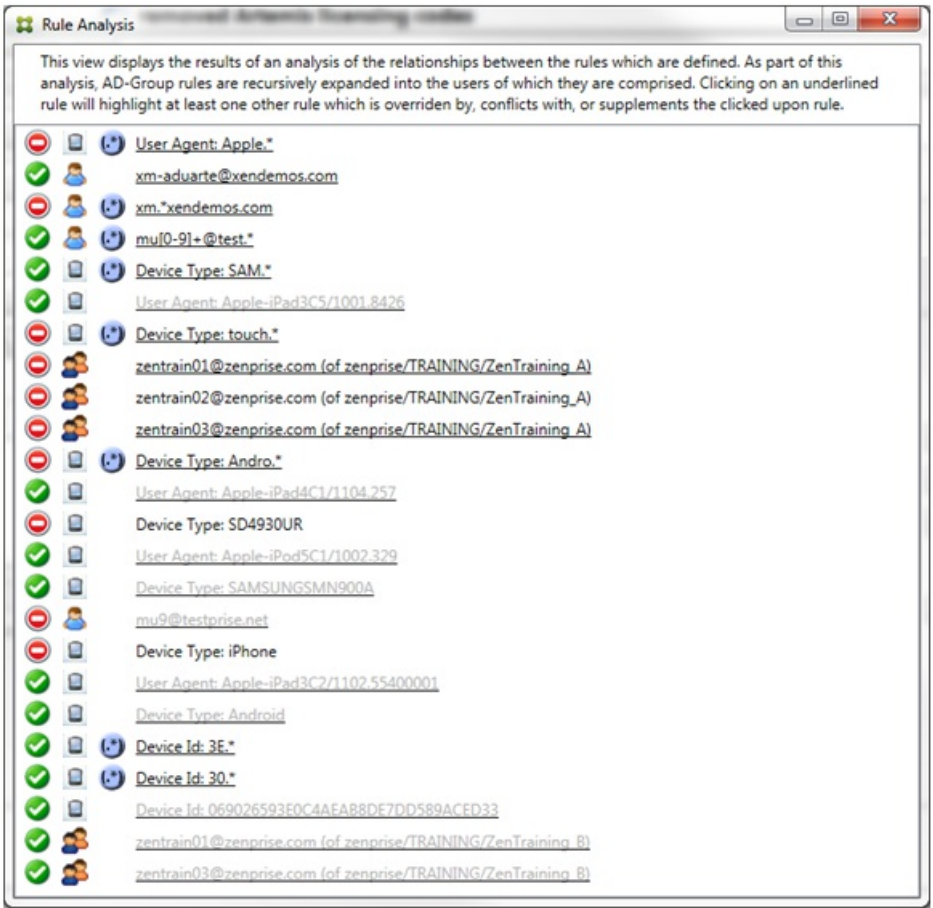 removed Artemis licensing codes
Rule Analysis
This view displays the results of an analysis of the relationships between the rules which are defined. As part of this
analysis, AD-Group rules are recursively expanded into the users of which they are comprised. Clicking on an underlined
rule will highlight at least one other rule which is overriden by, conflicts with, or supplements the clicked upon rule.
(.*) User Agent: Apple.*
xm-aduarte@xendemos.com
(.*) xm.*xendemos.com
(.*) mu[0-9]+@test.*
(.*) Device Type: SAM.*
User Agent: Apple-iPad3C5/1001.8426
(.*) Device Type: touch.*
zentrain01@zenprise.com (of zenprise/TRAINING/ZenTraining_A)
zentrain02@zenprise.com (of zenprise/TRAINING/ZenTraining_A)
zentrain03@zenprise.com (of zenprise/TRAINING/ZenTraining_A)
(.*) Device Type: Andro.*
User Agent: Apple-iPad4C1/1104.257
Device Type: SD4930UR
User Agent: Apple-iPod5C1/1002.329
Device Type: SAMSUNGSMN900A
mu9@testprise.net
Device Type: iPhone
User Agent: Apple-iPad3C2/1102.55400001
Device Type: Android
(.*) Device Id: 3E.*
(.*) Device Id: 30.*
Device Id: 069026593E0C4AEAB8DE7DD589ACED33
zentrain01@zenprise.com (of zenprise/TRAINING/ZenTraining_B)
zentrain03@zenprise.com (of zenprise/TRAINING/ZenTraining_B)